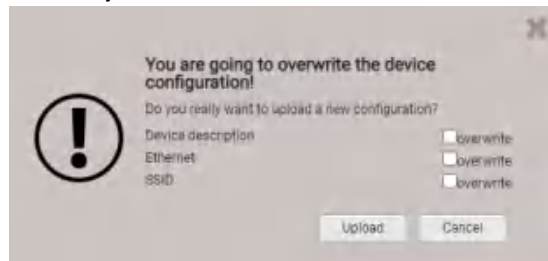 You are going to overwrite the device
configuration!
Do you really want to upload a new configuration?
Device description overwrite
Ethernet overwrite
SSID overwrite
Upload Cancel